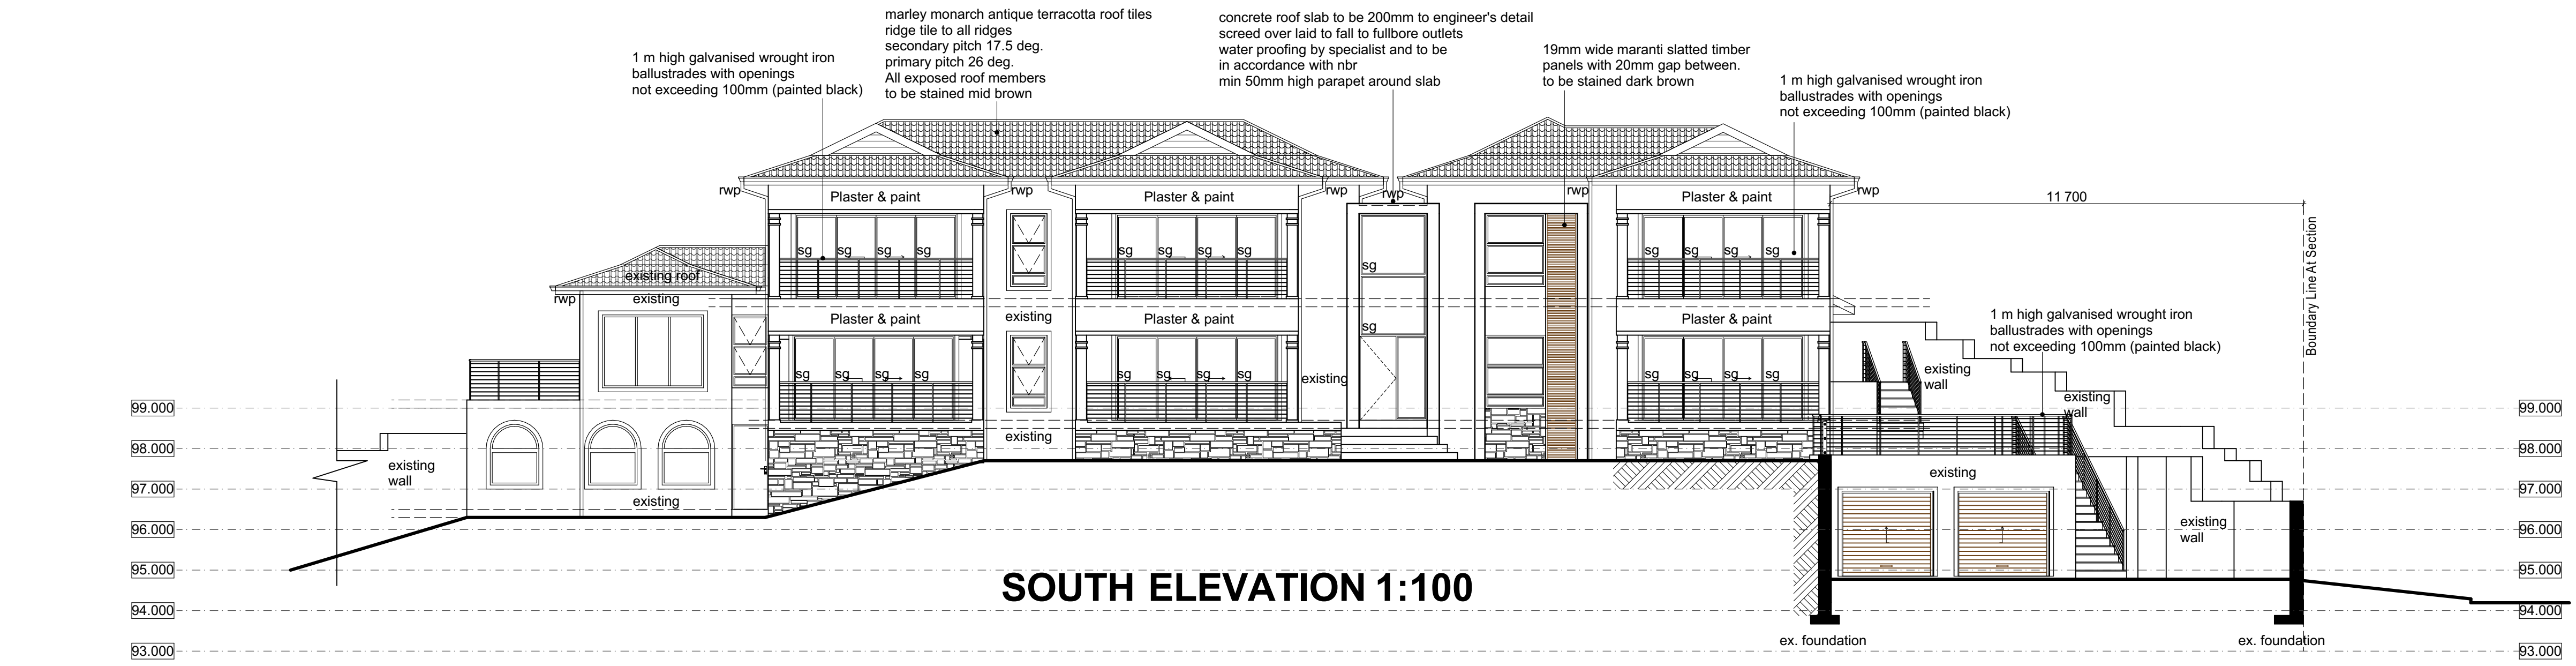 marley monarch antique terracotta roof tiles
ridge tile to all ridges
secondary pitch 17.5 deg.
primary pitch 26 deg.
All exposed roof members
to be stained mid brown
concrete roof slab to be 200mm to engineer's detail
screed over laid to fall to fullbore outlets
water proofing by specialist and to be
in accordance with nbr
min 50mm high parapet around slab
1 m high galvanised wrought iron
ballustrades with openings
not exceeding 100mm (painted black)
19mm wide maranti slatted timber
panels with 20mm gap between.
to be stained dark brown
1 m high galvanised wrought iron
ballustrades with openings
not exceeding 100mm (painted black)
rwp
rwp
rwp
rwp
rwp
rwp
Plaster & paint
Plaster & paint
Plaster & paint
11 700
Boundary Line At Section
sg sg sg sg
sg sg sg sg
sg
sg sg sg sg
existing roof
rwp
existing
existing
Plaster & paint
Plaster & paint
Plaster & paint
sg
1 m high galvanised wrought iron
ballustrades with openings
not exceeding 100mm (painted black)
sg sg sg sg
sg sg sg sg
existing
sg sg sg sg
existing
wall
existing
wall
99.000
99.000
existing
98.000
98.000
existing
wall
existing
97.000
97.000
existing
existing
wall
96.000
96.000
95.000
95.000
SOUTH ELEVATION 1:100
94.000
94.000
ex. foundation
ex. foundation
93.000
93.000